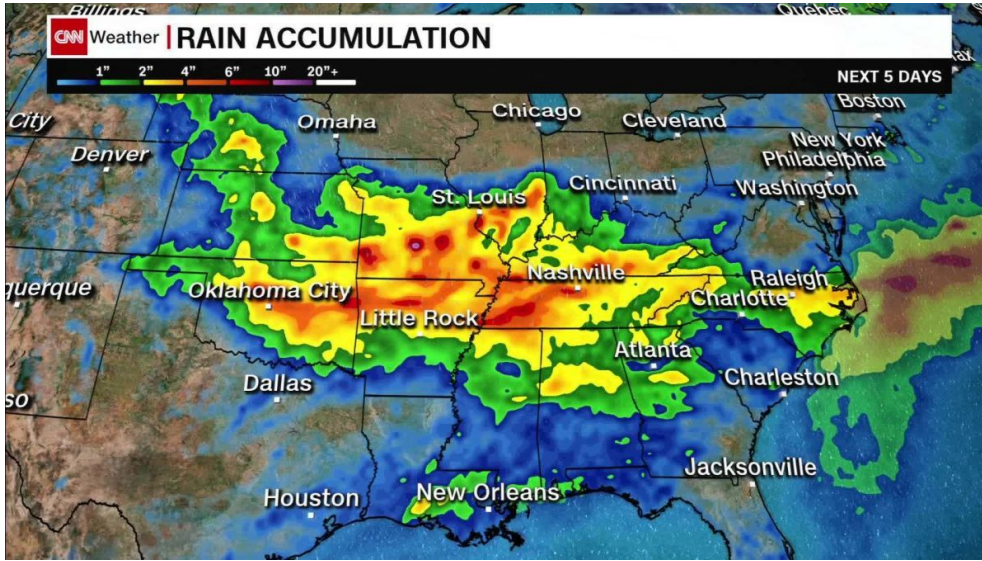 Billings
Québec
CNN Weather RAIN ACCUMULATION
1" 2" 4" 6" 10" 20"+
NEXT 5 DAYS
ax
Boston
City
Omaha
Chicago
Cleveland
New York
Denver
Philadelphia
Cincinnati
Washington
St. Louis
querque
Oklahoma City
Nashville
Raleigh
Charlotte
Little Rock
Atlanta
Dallas
Charleston
so
Jacksonville
Houston
New Orleans